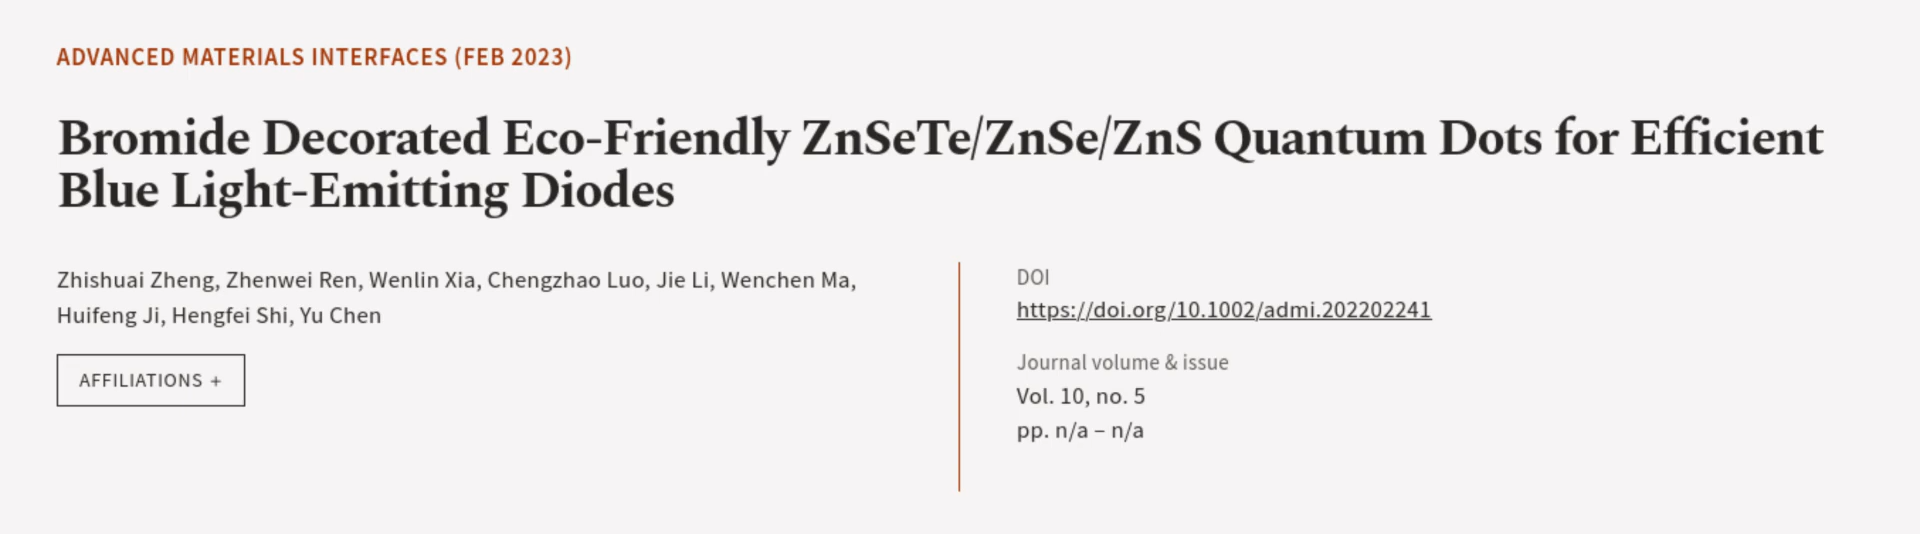 ADVANCED MATERIALS INTERFACES (FEB 2023)
Bromide Decorated Eco-Friendly ZnSeTe/ZnSe/ZnS Quantum Dots for Efficient
Blue Light-Emitting Diodes
Zhishuai Zheng, Zhenwei Ren, Wenlin Xia, Chengzhao Luo, Jie Li, Wenchen Ma,
Huifeng Ji, Hengfei Shi, Yu Chen
AFFILIATIONS +
DOI
https://doi.org/10.1002/admi.202202241
Journal volume & issue
Vol. 10, no. 5
pp. n/a – n/a